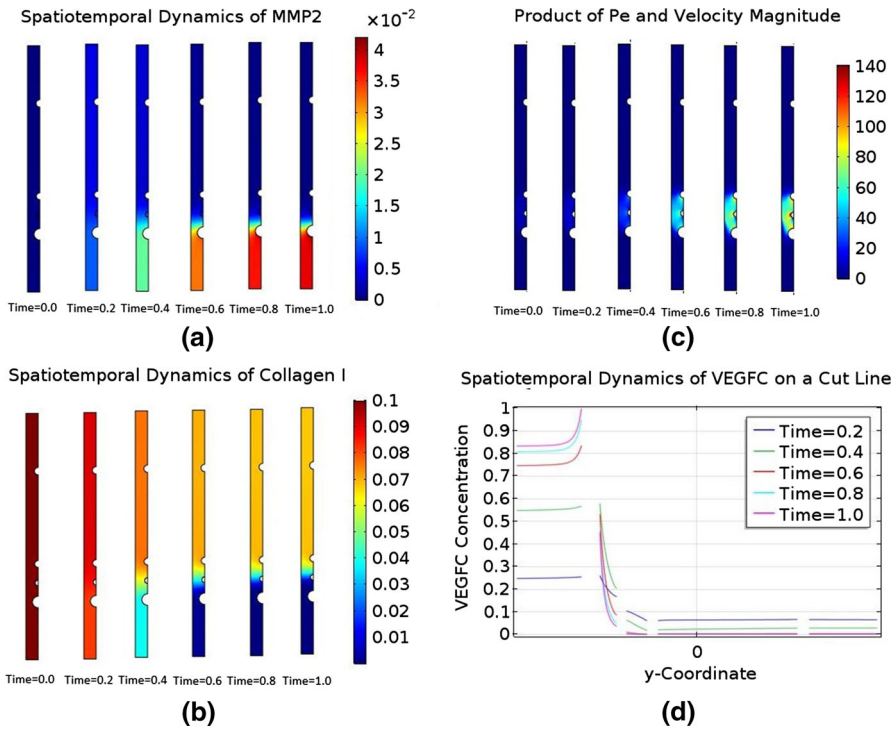 Spatiotemporal Dynamics of MMP2
×10⁻²
4
3.5
3
2.5
2
1.5
1
0.5
0
Time=0.0 Time=0.2 Time=0.4 Time=0.6 Time=0.8 Time=1.0
(a)
Product of Pe and Velocity Magnitude
140
120
100
80
60
40
20
0
Time=0.0 Time=0.2 Time=0.4 Time=0.6 Time=0.8 Time=1.0
(c)
Spatiotemporal Dynamics of Collagen I
0.1
0.09
0.08
0.07
0.06
0.05
0.04
0.03
0.02
0.01
Time=0.0 Time=0.2 Time=0.4 Time=0.6 Time=0.8 Time=1.0
(b)
Spatiotemporal Dynamics of VEGFC on a Cut Line
VEGFC Concentration
1
0.9
0.8
0.7
0.6
0.5
0.4
0.3
0.2
0.1
0
Time=0.2
Time=0.4
Time=0.6
Time=0.8
Time=1.0
0
y-Coordinate
(d)